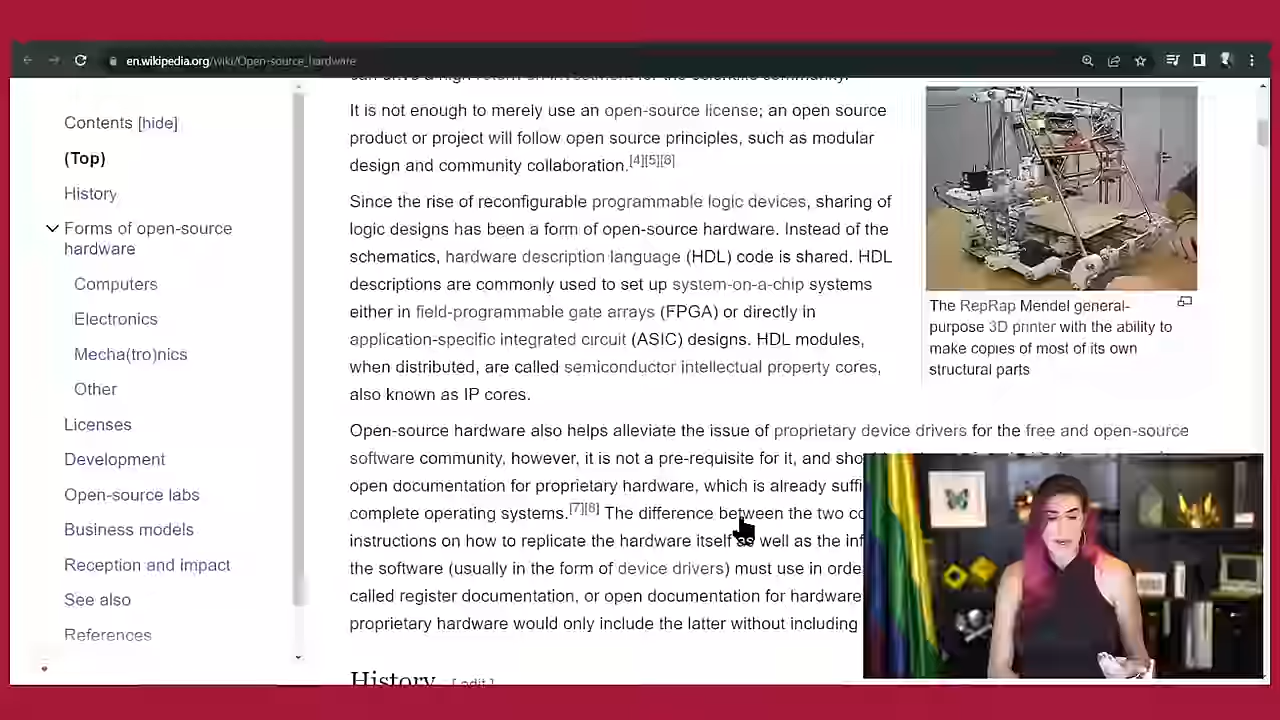 en.wikipedia.org/wiki/Open-source_hardware
Contents [hide]
(Top)
History
Forms of open-source
hardware
Computers
Electronics
Mecha(tro)nics
Other
Licenses
Development
Open-source labs
Business models
Reception and impact
See also
References
can drive a high return on investment for the scientific community.
It is not enough to merely use an open-source license; an open source
product or project will follow open source principles, such as modular
design and community collaboration.[4][5][6]
Since the rise of reconfigurable programmable logic devices, sharing of
logic designs has been a form of open-source hardware. Instead of the
schematics, hardware description language (HDL) code is shared. HDL
descriptions are commonly used to set up system-on-a-chip systems
either in field-programmable gate arrays (FPGA) or directly in
application-specific integrated circuit (ASIC) designs. HDL modules,
when distributed, are called semiconductor intellectual property cores,
also known as IP cores.
Open-source hardware also helps alleviate the issue of proprietary device drivers for the free and open-source
software community, however, it is not a pre-requisite for it, and
open documentation for proprietary hardware, which is already
complete operating systems.[7][8] The difference between the two
instructions on how to replicate the hardware itself as well as the
the software (usually in the form of device drivers) must use in
called register documentation, or open documentation for hardware
proprietary hardware would only include the latter without including
History [ edit ]
The RepRap Mendel general-
purpose 3D printer with the ability to
make copies of most of its own
structural parts